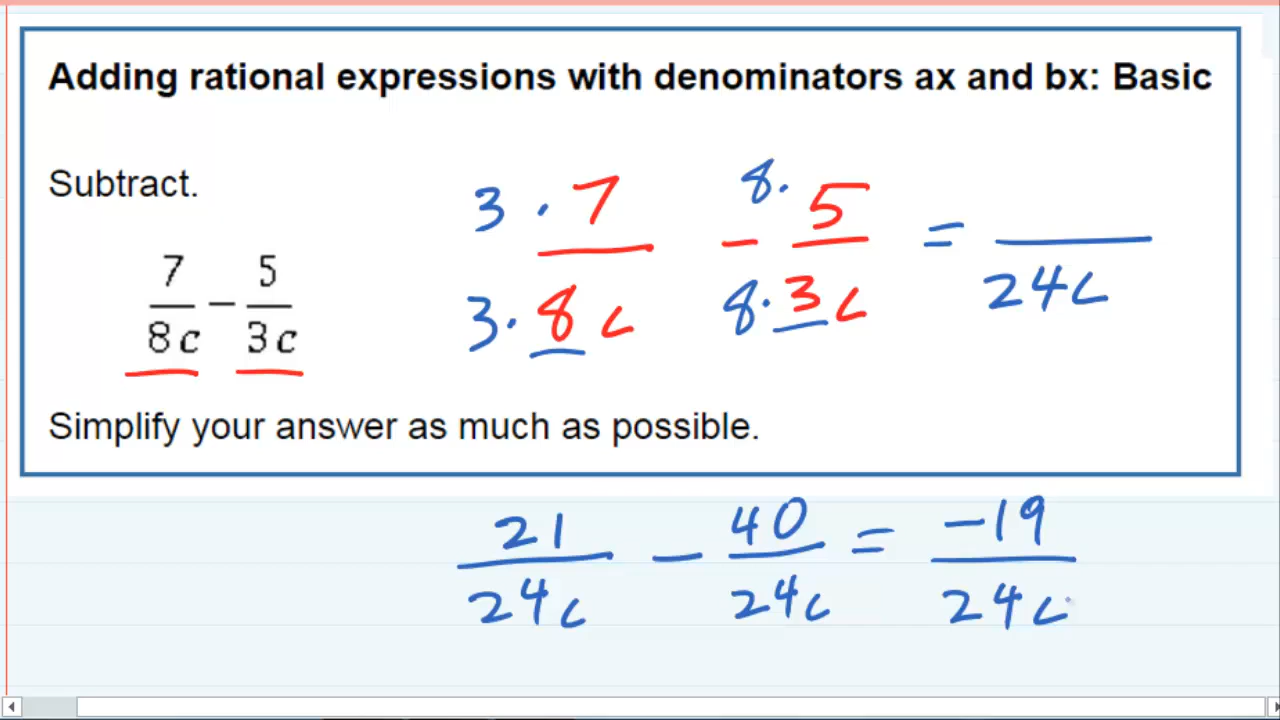 Adding rational expressions with denominators ax and bx: Basic
Subtract.
7/8c − 5/3c
3 · 7 / 3 · 8c − 8 · 5 / 8 · 3c = / 24c
Simplify your answer as much as possible.
21/24c − 40/24c = −19/24c